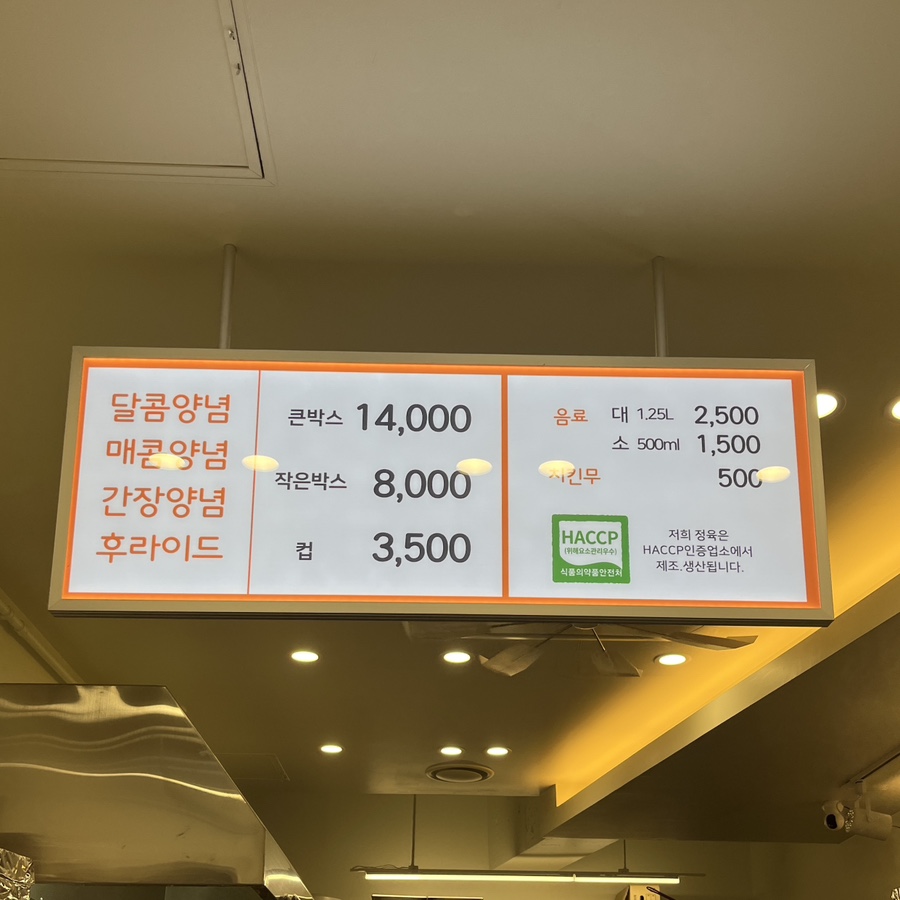 달콤양념
매콤양념
간장양념
후라이드
큰박스 14,000
작은박스 8,000
컵 3,500
음료 대 1.25L 2,500
소 500ml 1,500
치킨무 500
HACCP
(위해요소관리우수)
식품의약품안전처
저희 정육은
HACCP인증업소에서
제조.생산됩니다.